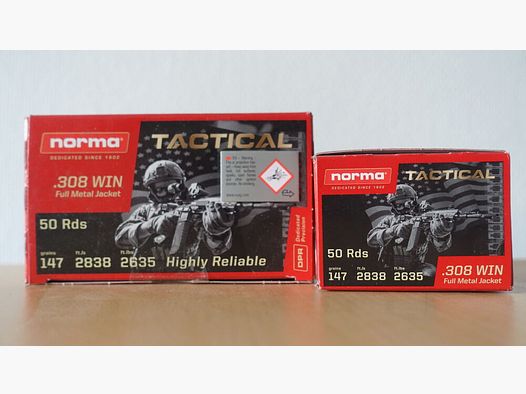 norma
DEDICATED SINCE 1902
TACTICAL
.308 WIN
Full Metal Jacket
50 Rds
grains ft./s ft.lbs
147 2838 2635
Highly Reliable
DPR
Dedicated
Precision
norma
DEDICATED SINCE 1902
TACTICAL
50 Rds
grains ft./s ft.lbs
147 2838 2635
.308 WIN
Full Metal Jacket